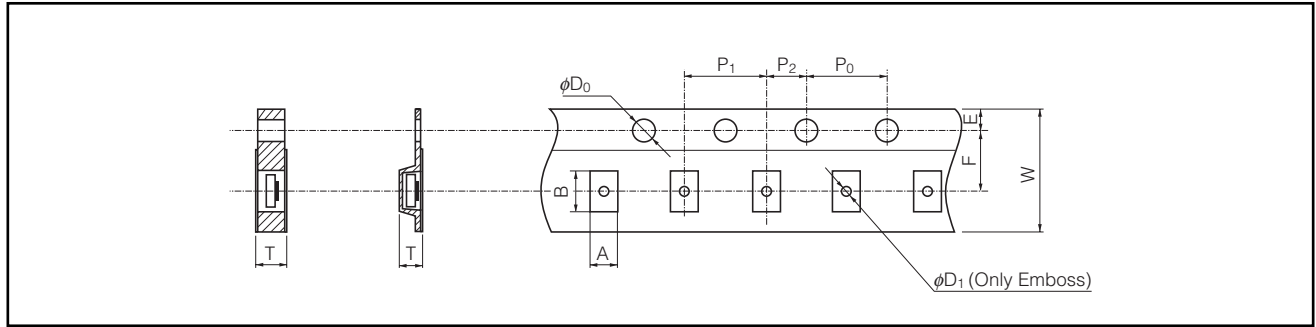 P₁
P₂
P₀
ϕD₀
E
F
W
B
T
T
A
ϕD₁ (Only Emboss)